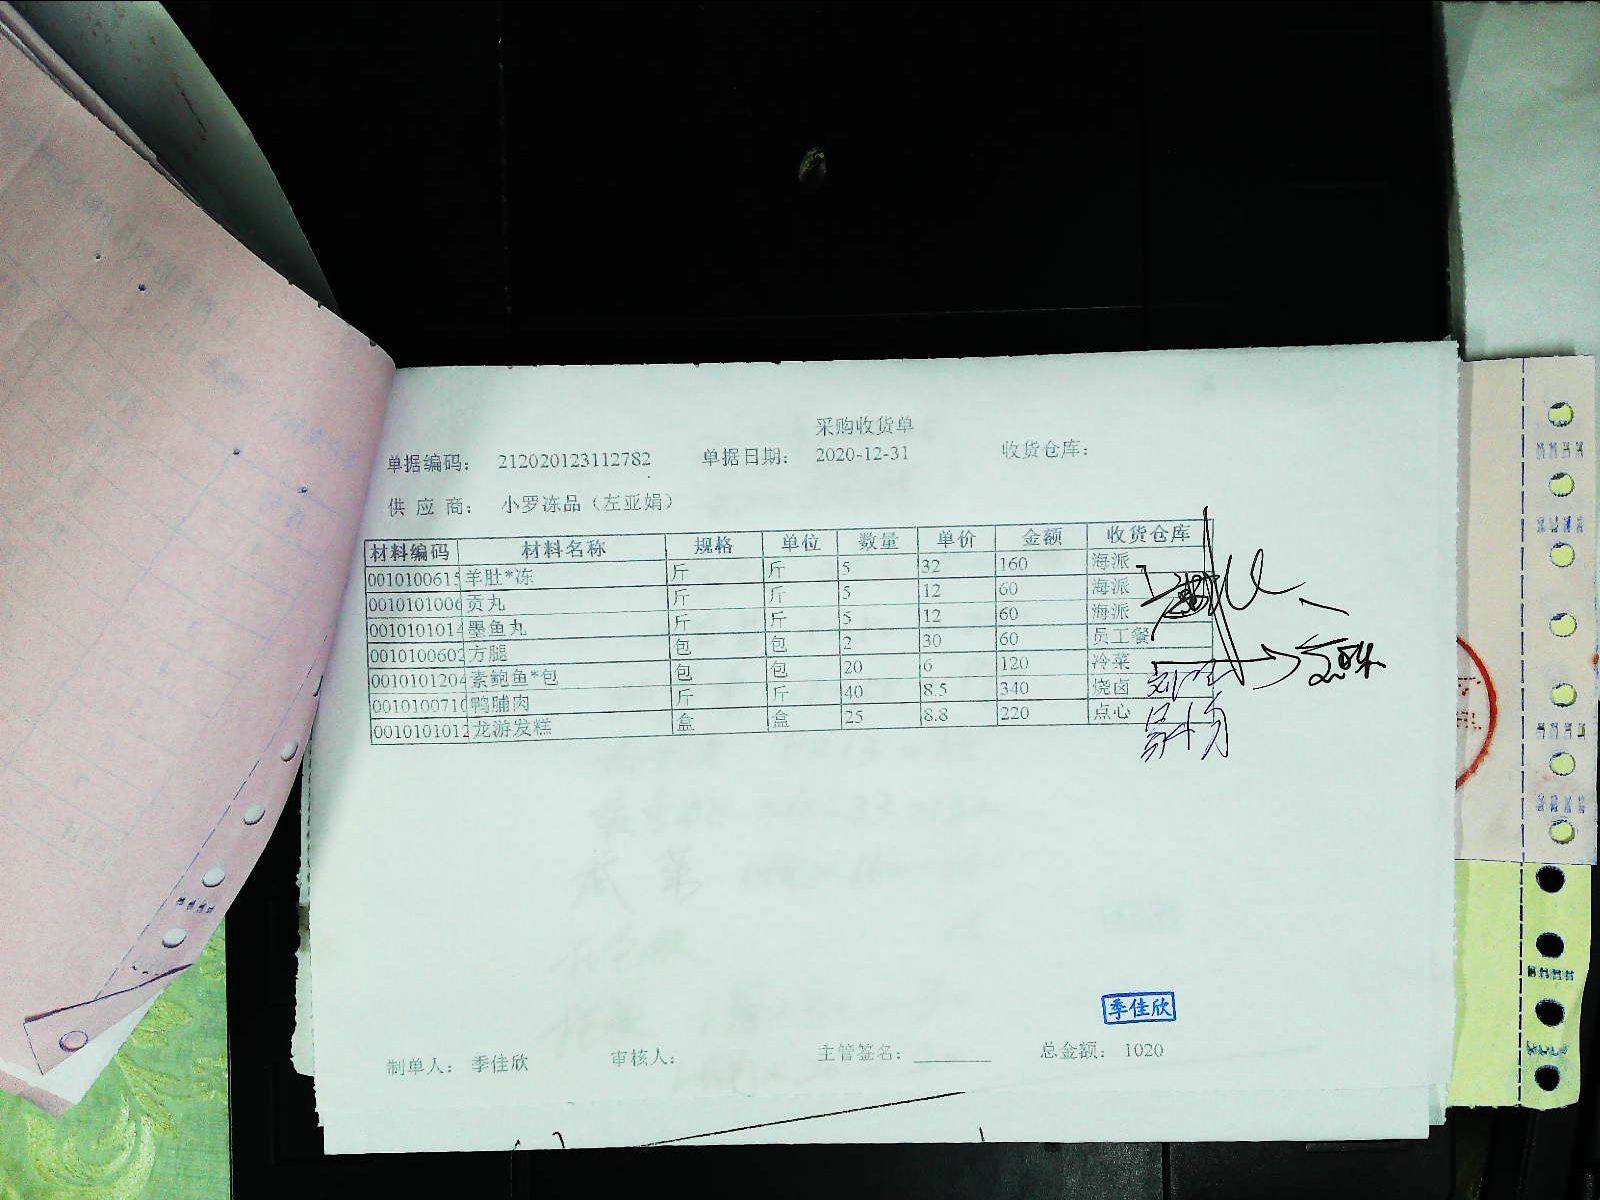 采购收货单
单据编码： 212020123112782 单据日期： 2020-12-31 收货仓库：
供 应 商： 小罗冻品（左亚娟）
材料编码 材料名称 规格 单位 数量 单价 金额 收货仓库
0010100615 羊肚*冻 斤 斤 5 32 160 海派
001010100 贡丸 斤 斤 5 12 60 海派
0010101014 墨鱼丸 斤 斤 5 12 60 海派
001010060 方腿 包 包 2 30 60 员工餐
0010101204 素鲍鱼*包 包 包 20 6 120 冷菜
001010071 鸭脯肉 斤 斤 40 8.5 340 烧卤
0010101012 龙游发糕 盒 盒 25 8.8 220 点心
季佳欣
制单人： 季佳欣 审核人： 主管签名： 总金额： 1020